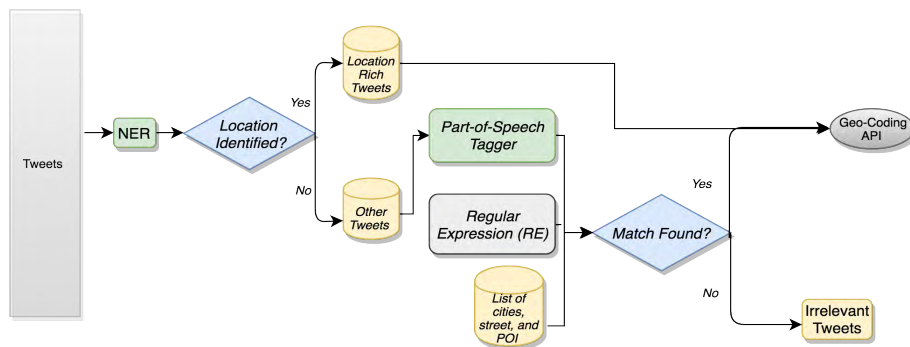 Tweets
NER
Location
Identified?
Yes
No
Location
Rich
Tweets
Other
Tweets
Part-of-Speech
Tagger
Regular
Expression (RE)
List of
cities,
street, and
POI
Match Found?
Yes
No
Geo-Coding
API
Irrelevant
Tweets